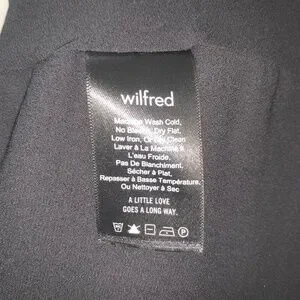 wilfred
Machine Wash Cold,
No Bleach, Dry Flat,
Low Iron, Or Dry Clean
Laver À La Machine À
L'eau Froide.
Pas De Blanchiment.
Sécher À Plat.
Repasser À Basse Température,
Ou Nettoyer À Sec
A LITTLE LOVE
GOES A LONG WAY.
P